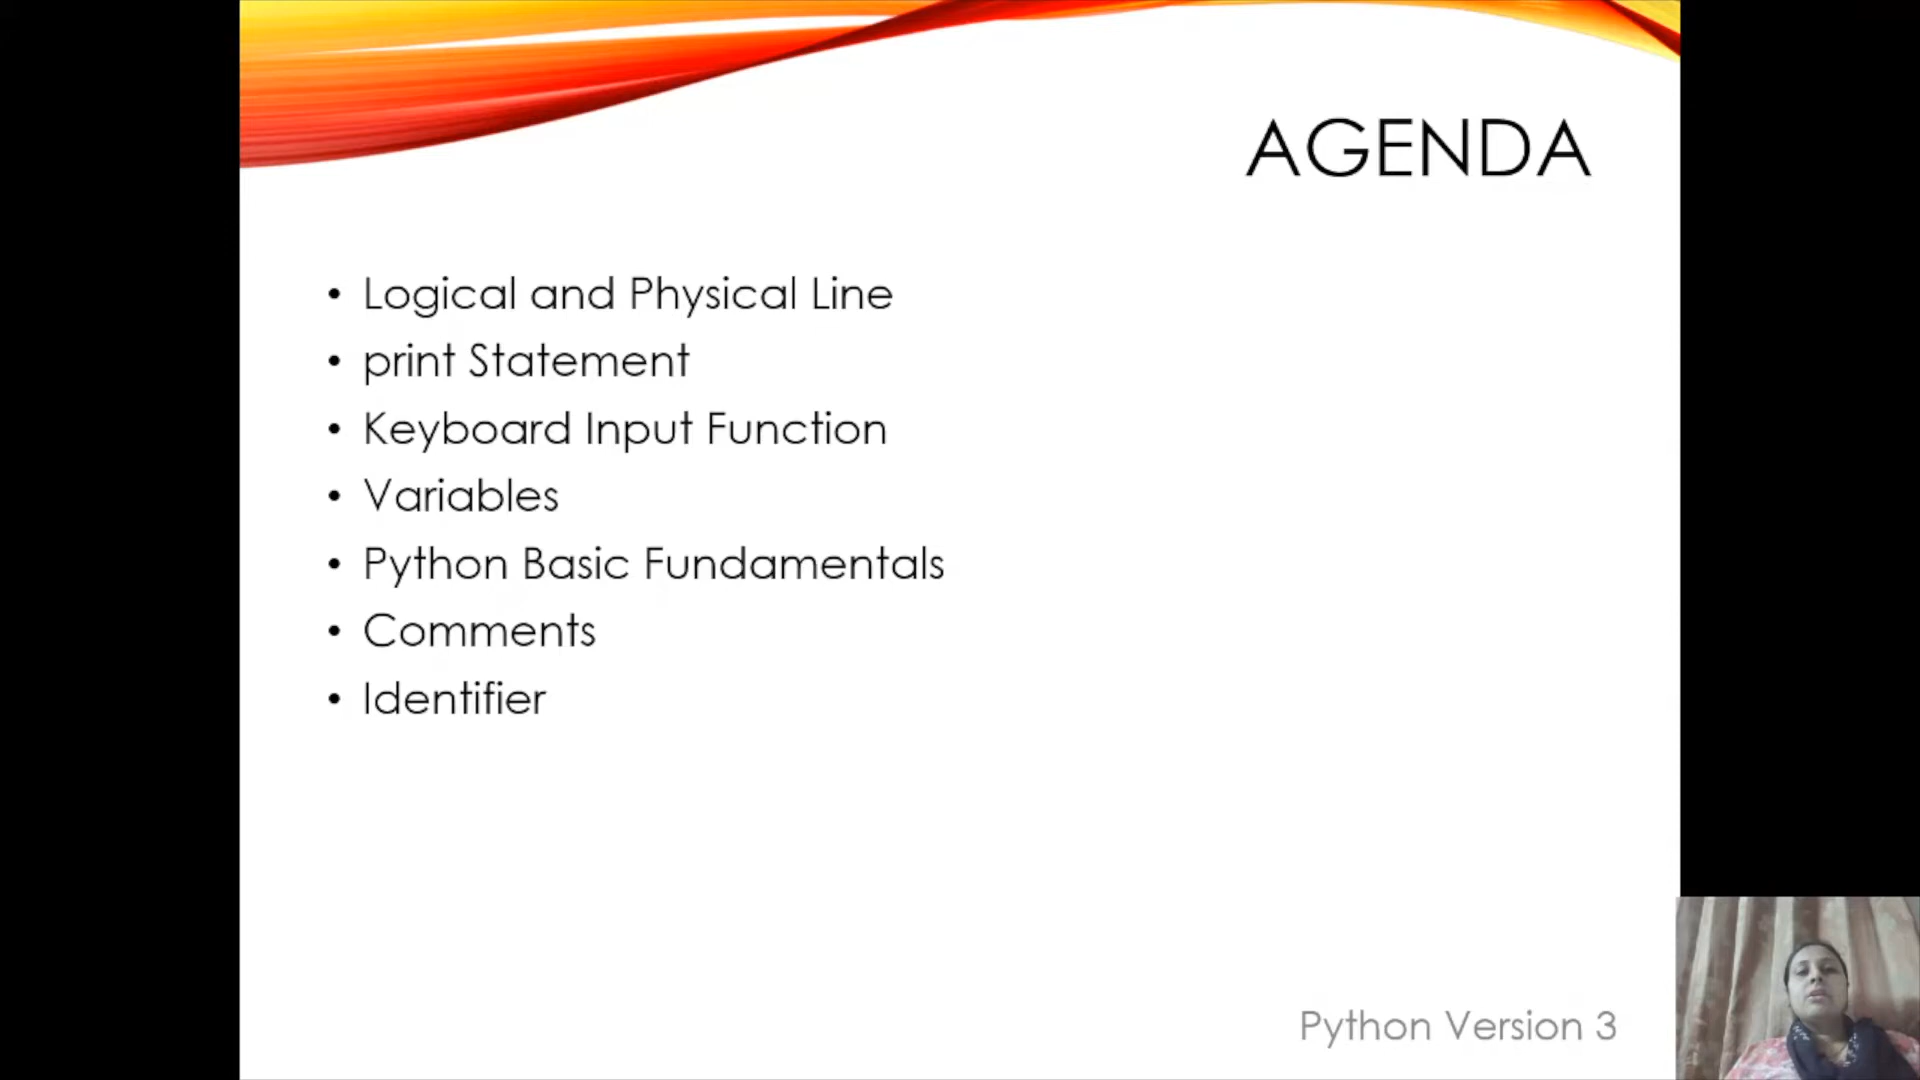 AGENDA
• Logical and Physical Line
• print Statement
• Keyboard Input Function
• Variables
• Python Basic Fundamentals
• Comments
• Identifier
Python Version 3